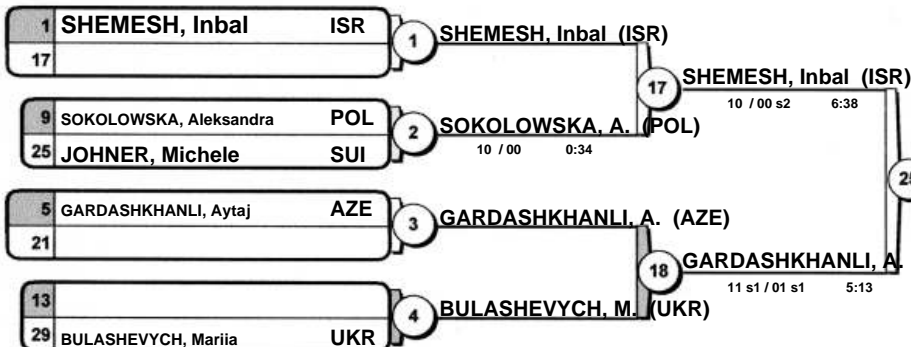 1 SHEMESH, Inbal ISR
17
1
SHEMESH, Inbal (ISR)
9 SOKOLOWSKA, Aleksandra POL
25 JOHNER, Michele SUI
2
SOKOLOWSKA, A. (POL)
10 / 00 0:34
17
SHEMESH, Inbal (ISR)
10 / 00 s2 6:38
5 GARDASHKHANLI, Aytaj AZE
21
3
GARDASHKHANLI, A. (AZE)
13
29 BULASHEVYCH, Mariia UKR
4
BULASHEVYCH, M. (UKR)
18
GARDASHKHANLI, A.
11 s1 / 01 s1 5:13
25